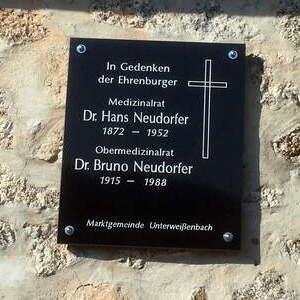 In Gedenken
der Ehrenburger
Medizinalrat
Dr. Hans Neudorfer
1872 – 1952
Obermedizinalrat
Dr. Bruno Neudorfer
1915 – 1988
Marktgemeinde Unterweißenbach